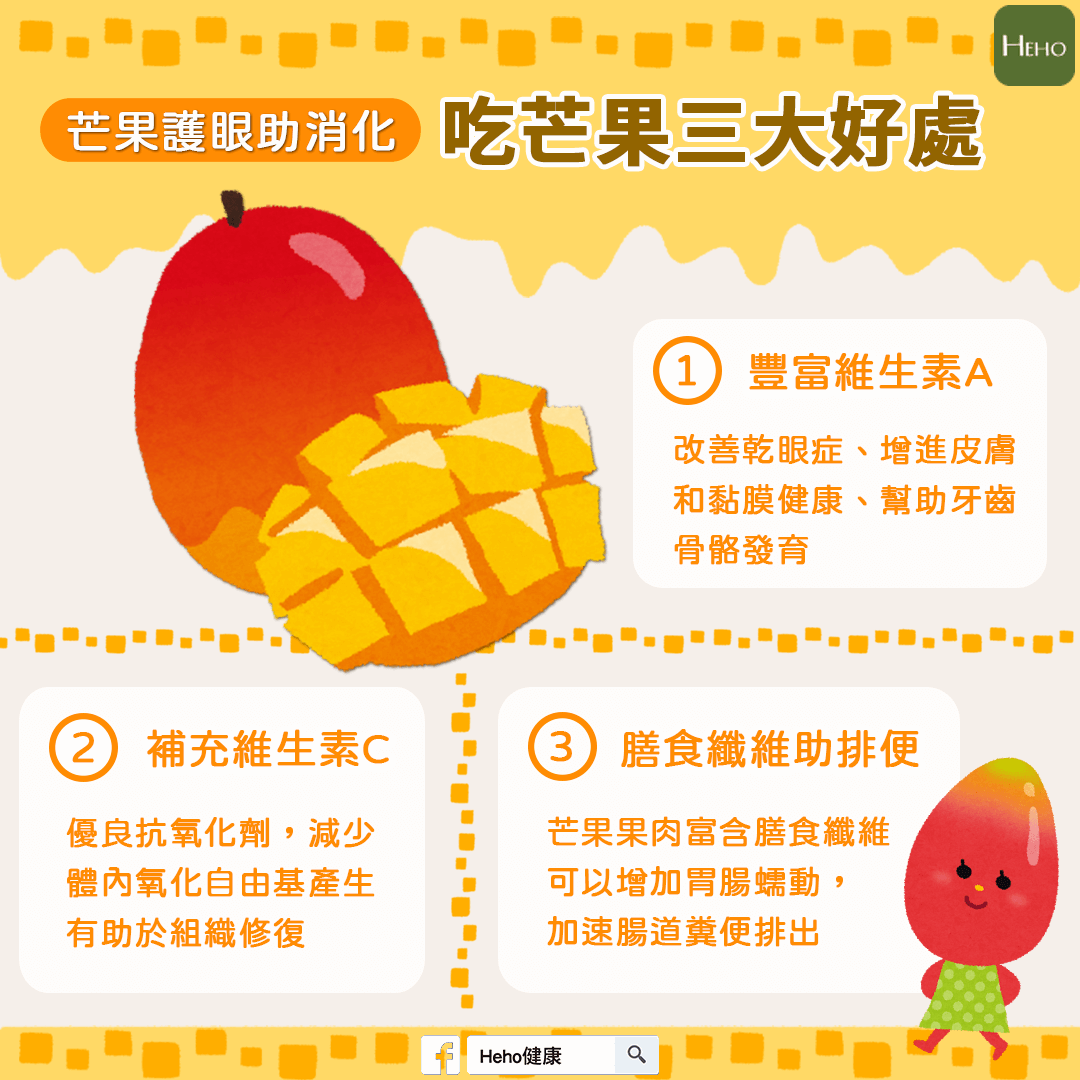 HEHO
芒果護眼助消化 吃芒果三大好處
1 豐富維生素A
改善乾眼症、增進皮膚
和黏膜健康、幫助牙齒
骨骼發育
2 補充維生素C
優良抗氧化劑，減少
體內氧化自由基產生
有助於組織修復
3 膳食纖維助排便
芒果果肉富含膳食纖維
可以增加胃腸蠕動，
加速腸道糞便排出
f Heho健康